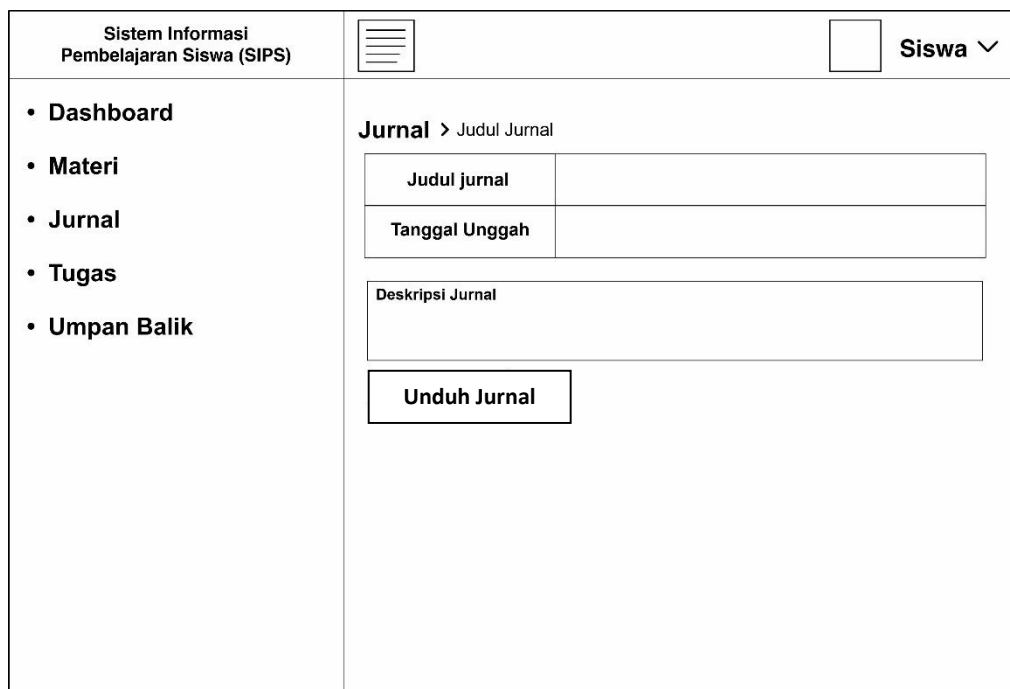 Sistem Informasi
Pembelajaran Siswa (SIPS)
Siswa
• Dashboard
• Materi
• Jurnal
• Tugas
• Umpan Balik
Jurnal > Judul Jurnal
Judul jurnal
Tanggal Unggah
Deskripsi Jurnal
Unduh Jurnal